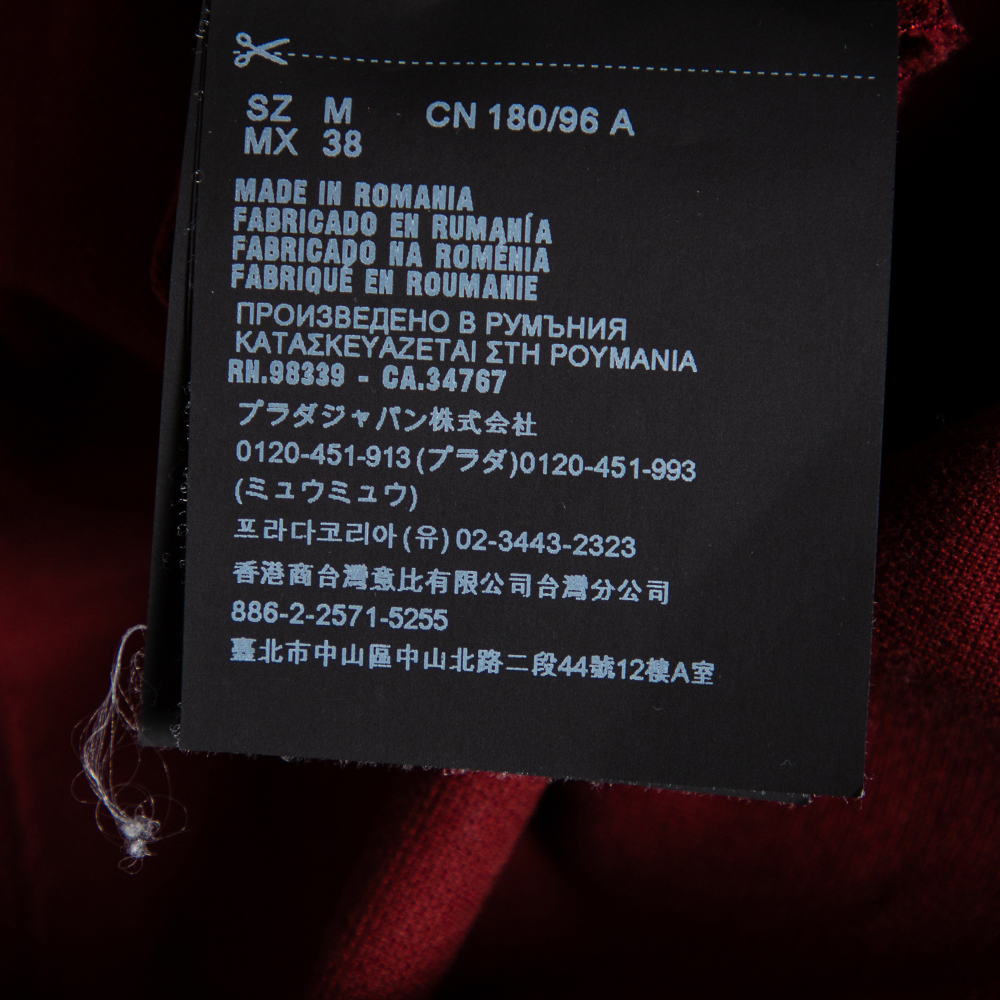 SZ M CN 180/96 A
MX 38
MADE IN ROMANIA
FABRICADO EN RUMANÍA
FABRICADO NA ROMÉNIA
FABRIQUÉ EN ROUMANIE
ПРОИЗВЕДЕНО В РУМЪНИЯ
ΚΑΤΑΣΚΕΥΑΖΕΤΑΙ ΣΤΗ ΡΟΥΜΑΝΙΑ
RN.98339 - CA.34767
プラダジャパン株式会社
0120-451-913(プラダ)0120-451-993
(ミュウミュウ)
프라다코리아(유)02-3443-2323
香港商台灣意比有限公司台灣分公司
886-2-2571-5255
臺北市中山區中山北路二段44號12樓A室